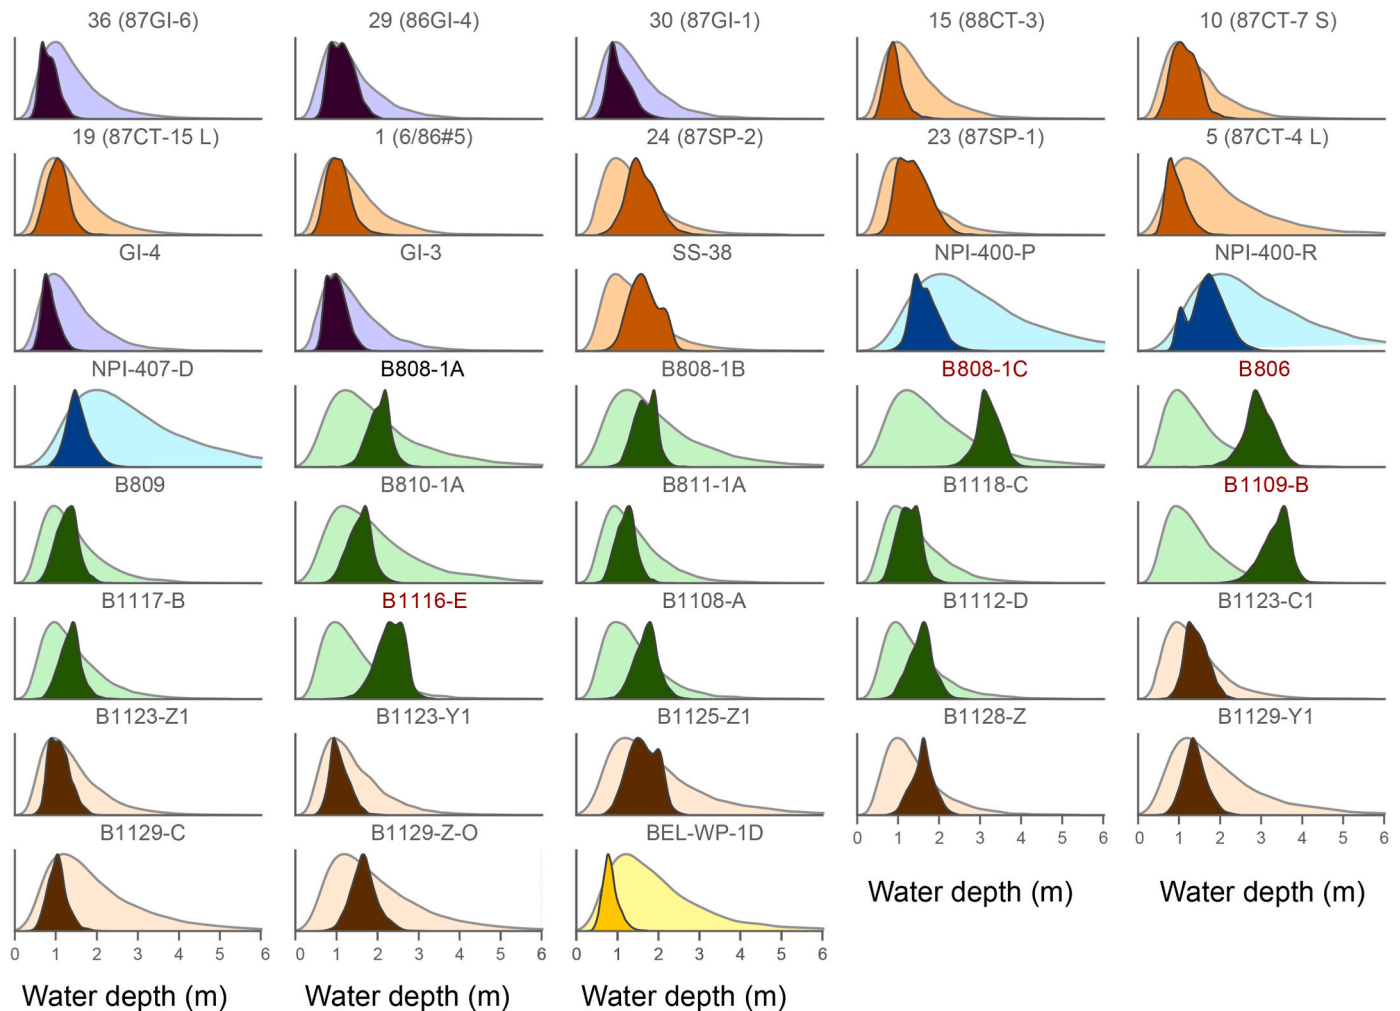 36 (87GI-6) 29 (86GI-4) 30 (87GI-1) 15 (88CT-3) 10 (87CT-7 S)
19 (87CT-15 L) 1 (6/86#5) 24 (87SP-2) 23 (87SP-1) 5 (87CT-4 L)
GI-4 GI-3 SS-38 NPI-400-P NPI-400-R
NPI-407-D B808-1A B808-1B B808-1C B806
B809 B810-1A B811-1A B1118-C B1109-B
B1117-B B1116-E B1108-A B1112-D B1123-C1
B1123-Z1 B1123-Y1 B1125-Z1 B1128-Z B1129-Y1
0 1 2 3 4 5 6 0 1 2 3 4 5 6
B1129-C B1129-Z-O BEL-WP-1D
Water depth (m) Water depth (m)
0 1 2 3 4 5 6 0 1 2 3 4 5 6 0 1 2 3 4 5 6
Water depth (m) Water depth (m) Water depth (m)